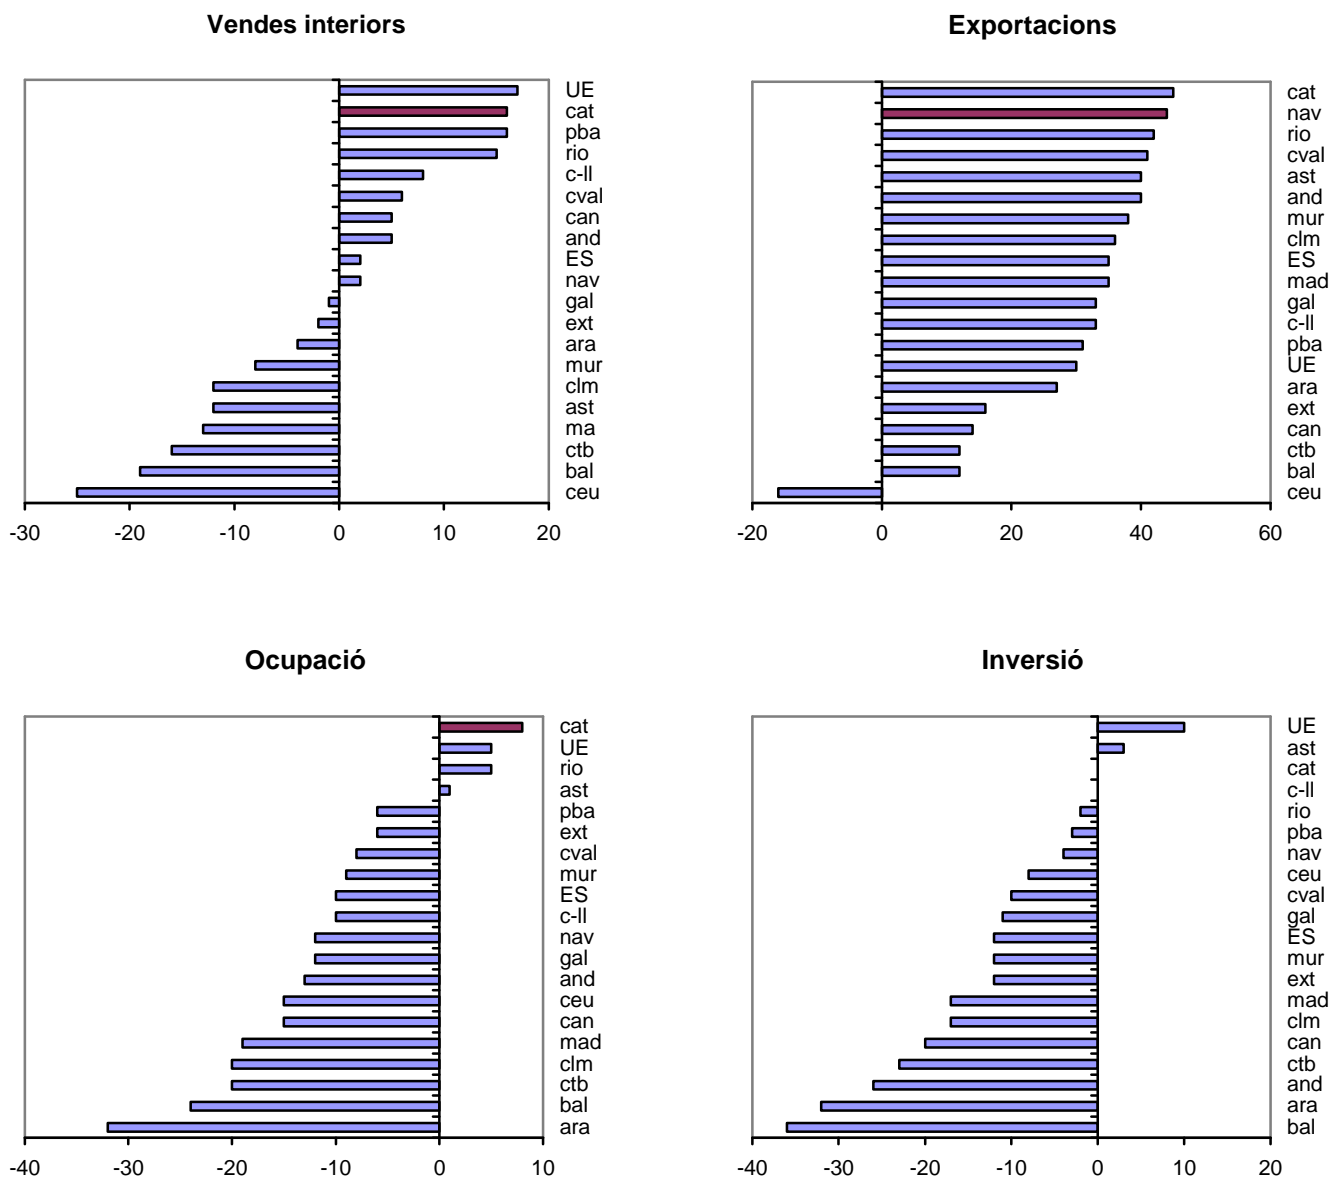 Vendes interiors
UE
cat
pba
rio
c-ll
cval
can
and
ES
nav
gal
ext
ara
mur
clm
ast
ma
ctb
bal
ceu
-30 -20 -10 0 10 20
Exportacions
cat
nav
rio
cval
ast
and
mur
clm
ES
mad
gal
c-ll
pba
UE
ara
ext
can
ctb
bal
ceu
-20 0 20 40 60
Ocupació
cat
UE
rio
ast
pba
ext
cval
mur
ES
c-ll
nav
gal
and
ceu
can
mad
clm
ctb
bal
ara
-40 -30 -20 -10 0 10
Inversió
UE
ast
cat
c-ll
rio
pba
nav
ceu
cval
gal
ES
mur
ext
mad
clm
can
ctb
and
ara
bal
-40 -30 -20 -10 0 10 20